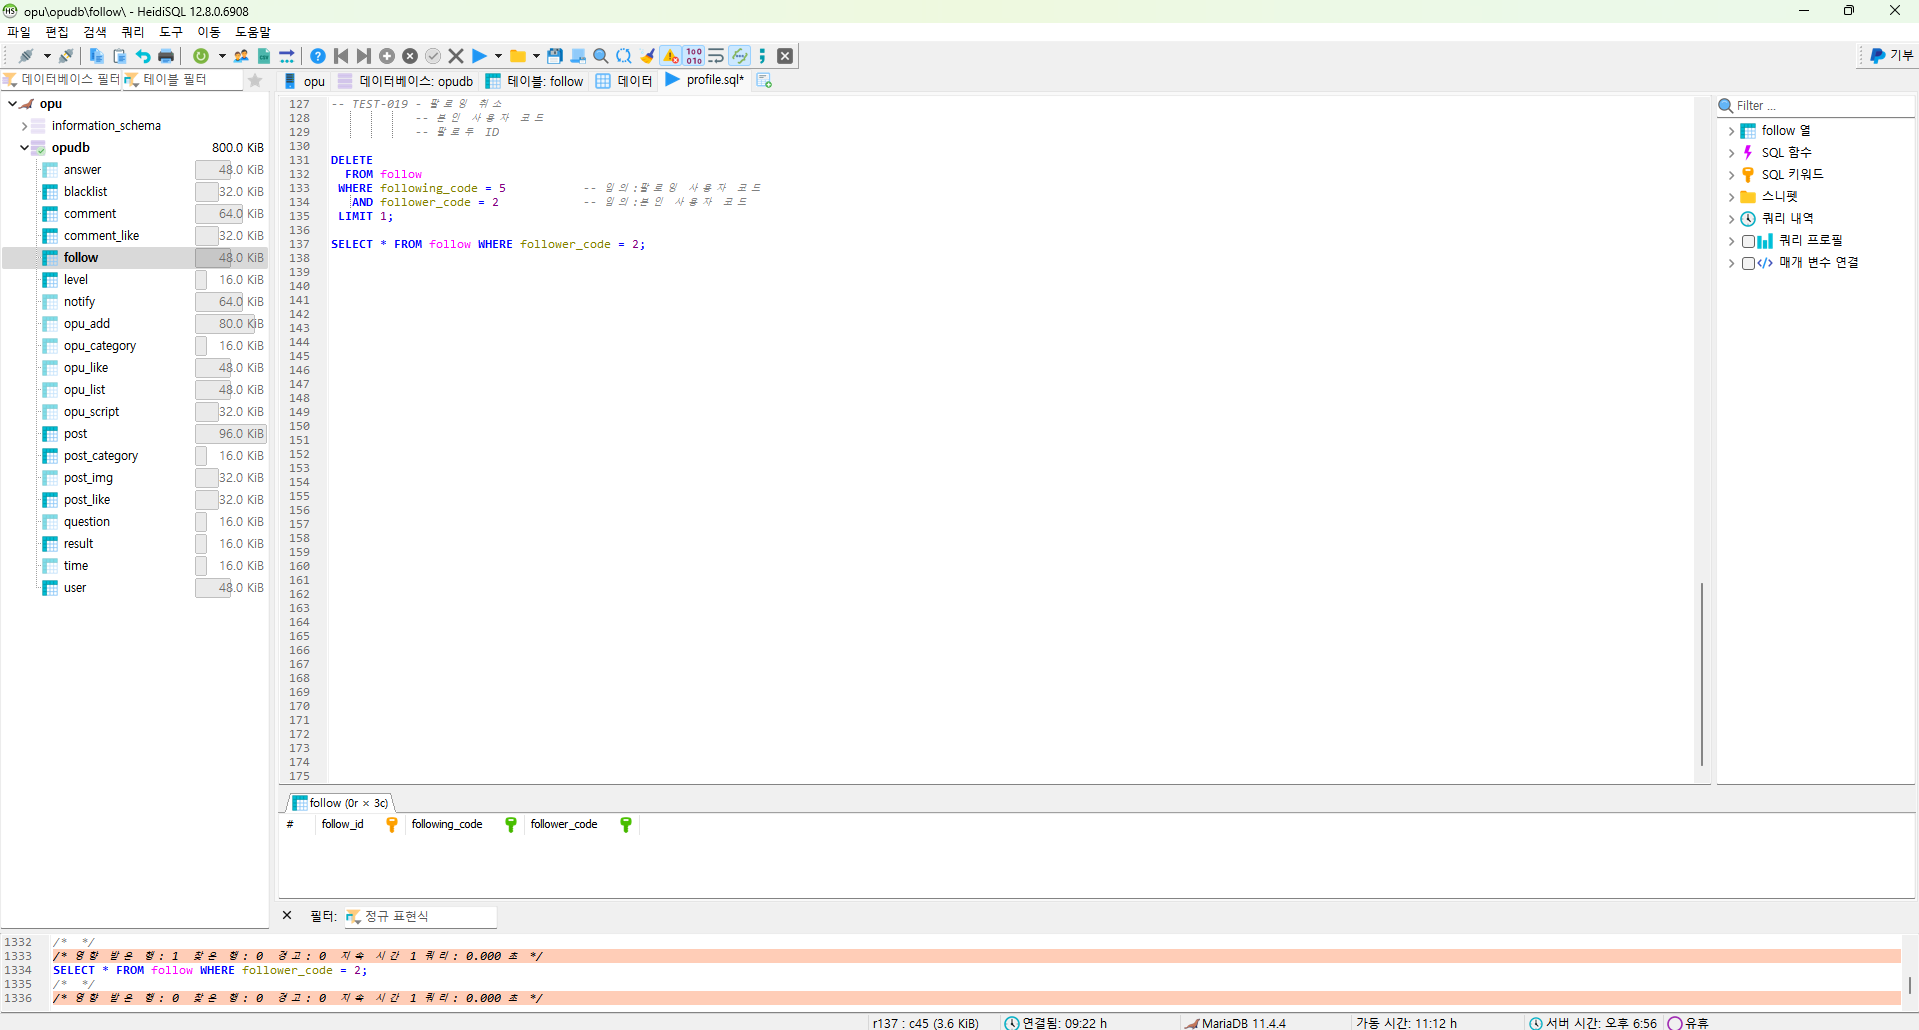 opu\opudb\follow\ - HeidiSQL 12.8.0.6908
파일 편집 검색 쿼리 도구 이동 도움말
기부
데이터베이스 필터 테이블 필터
opu 데이터베이스: opudb 테이블: follow 데이터 profile.sql*
opu
information_schema
opudb 800.0 KiB
answer 48.0 KiB
blacklist 32.0 KiB
comment 64.0 KiB
comment_like 32.0 KiB
follow 48.0 KiB
level 16.0 KiB
notify 64.0 KiB
opu_add 80.0 KiB
opu_category 16.0 KiB
opu_like 48.0 KiB
opu_list 48.0 KiB
opu_script 32.0 KiB
post 96.0 KiB
post_category 16.0 KiB
post_img 32.0 KiB
post_like 32.0 KiB
question 16.0 KiB
result 16.0 KiB
time 16.0 KiB
user 48.0 KiB
127 -- TEST-019 - 팔로잉 취소
128 -- 본인 사용자 코드
129 -- 팔로두 ID
130
131 DELETE
132 FROM follow
133 WHERE following_code = 5 -- 임의:팔로잉 사용자 코드
134 AND follower_code = 2 -- 임의:본인 사용자 코드
135 LIMIT 1;
136
137 SELECT * FROM follow WHERE follower_code = 2;
138
139
140
141
142
143
144
145
146
147
148
149
150
151
152
153
154
155
156
157
158
159
160
161
162
163
164
165
166
167
168
169
170
171
172
173
174
175
Filter ...
follow 열
SQL 함수
SQL 키워드
스니펫
쿼리 내역
쿼리 프로필
매개 변수 연결
follow (0r × 3c)
# follow_id following_code follower_code
필터: 정규 표현식
1332 /* */
1333 /* 영향 받은 행: 1 찾은 행: 0 경고: 0 지속 시간 1 쿼리: 0.000 초 */
1334 SELECT * FROM follow WHERE follower_code = 2;
1335 /* */
1336 /* 영향 받은 행: 0 찾은 행: 0 경고: 0 지속 시간 1 쿼리: 0.000 초 */
r137 : c45 (3.6 KiB) 연결됨: 09:22 h MariaDB 11.4.4 가동 시간: 11:12 h 서버 시간: 오후 6:56 유휴